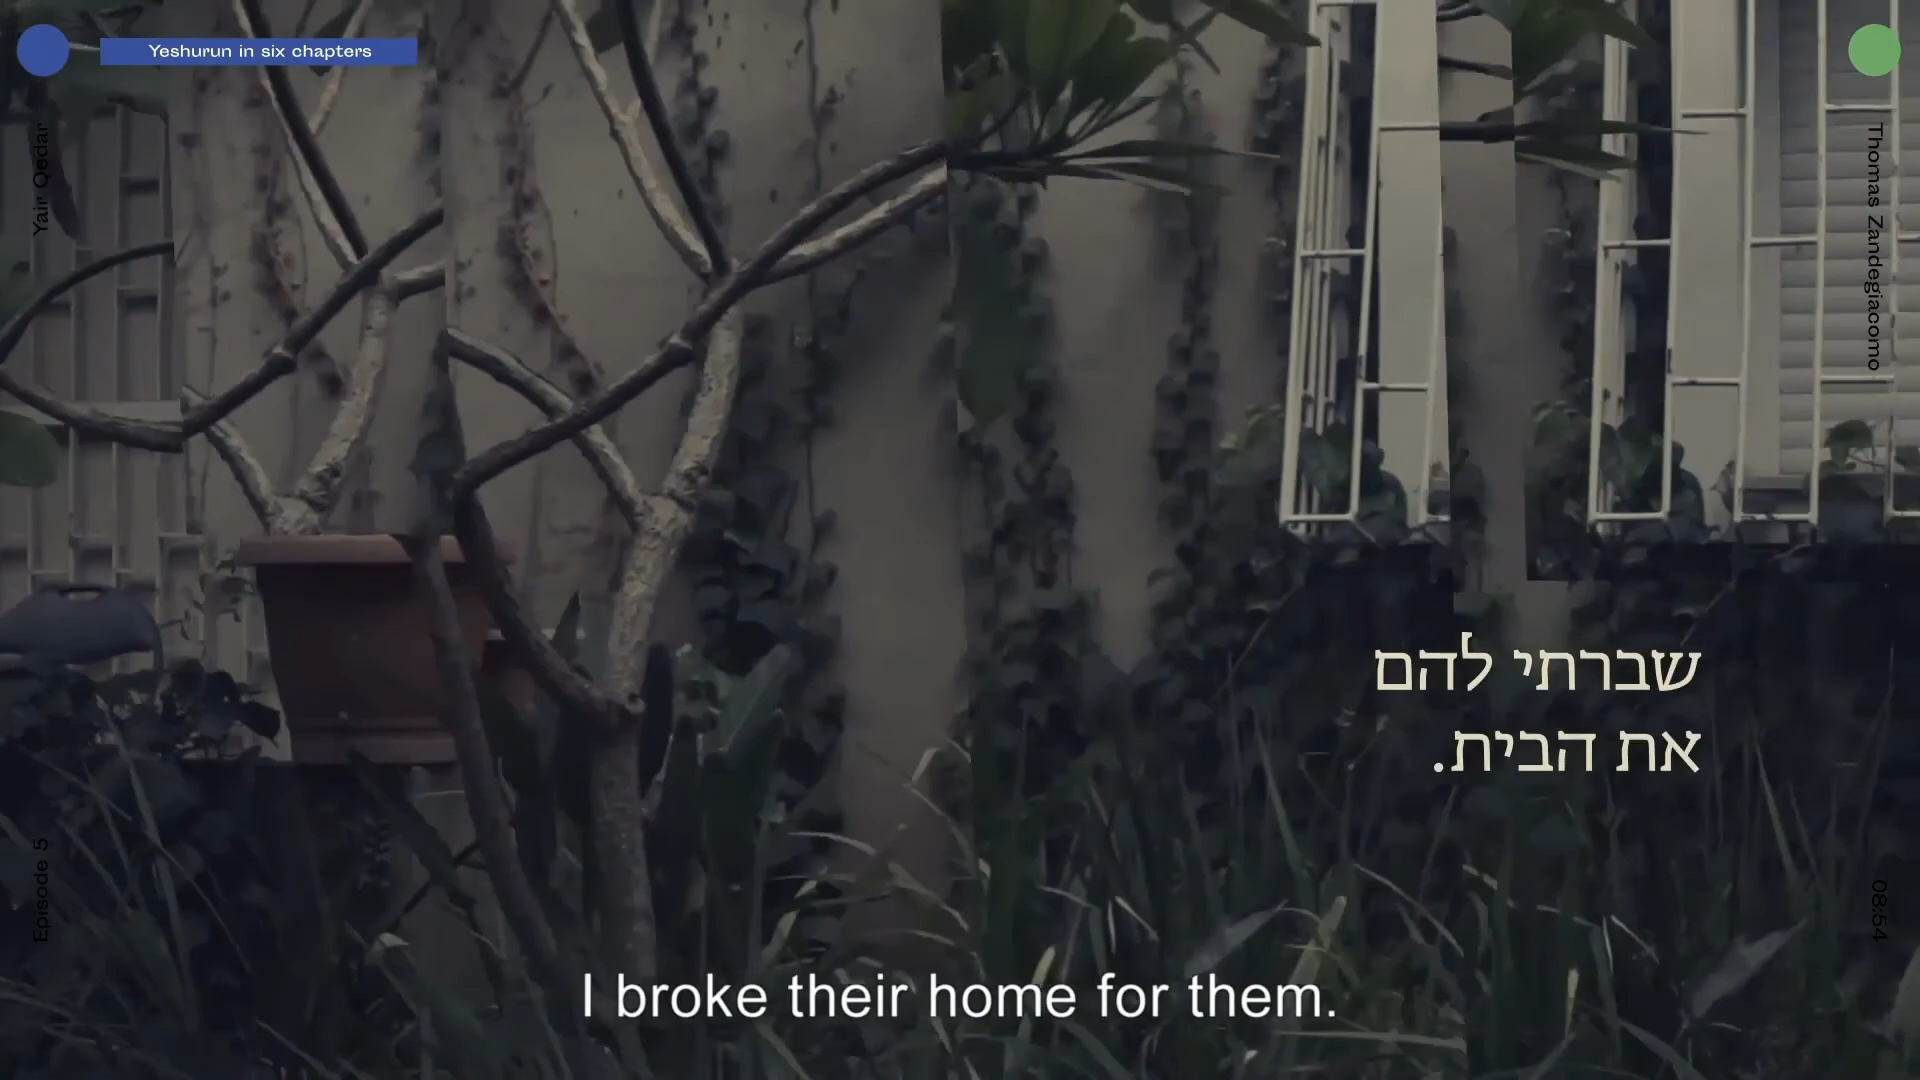 Yeshurun in six chapters
Yair Qedar
Thomas Zandegiacomo
שברתי להם
את הבית.
Episode 5
08:54
I broke their home for them.